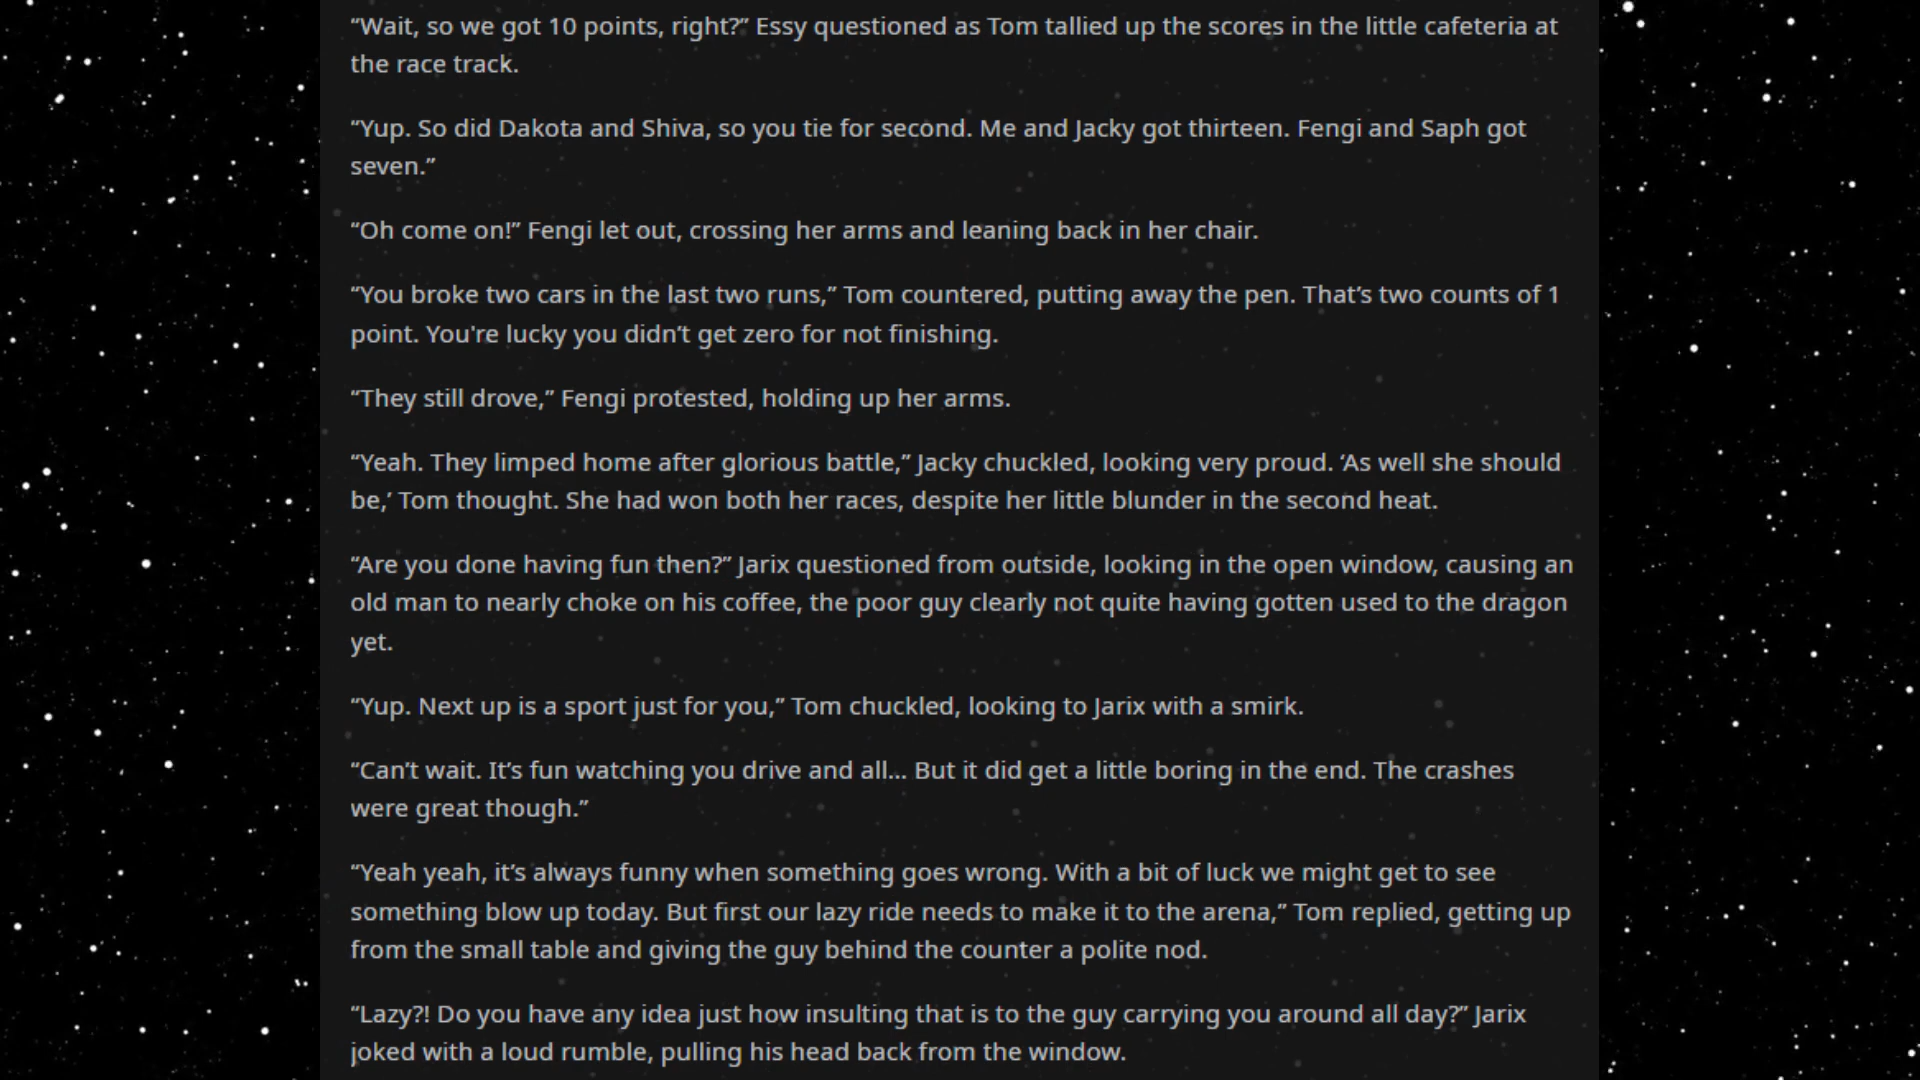 “Wait, so we got 10 points, right?” Essy questioned as Tom tallied up the scores in the little cafeteria at
the race track.
“Yup. So did Dakota and Shiva, so you tie for second. Me and Jacky got thirteen. Fengi and Saph got
seven.”
“Oh come on!” Fengi let out, crossing her arms and leaning back in her chair.
“You broke two cars in the last two runs,” Tom countered, putting away the pen. That’s two counts of 1
point. You're lucky you didn’t get zero for not finishing.
“They still drove,” Fengi protested, holding up her arms.
“Yeah. They limped home after glorious battle,” Jacky chuckled, looking very proud. ‘As well she should
be,’ Tom thought. She had won both her races, despite her little blunder in the second heat.
“Are you done having fun then?” Jarix questioned from outside, looking in the open window, causing an
old man to nearly choke on his coffee, the poor guy clearly not quite having gotten used to the dragon
yet.
“Yup. Next up is a sport just for you,” Tom chuckled, looking to Jarix with a smirk.
“Can’t wait. It’s fun watching you drive and all… But it did get a little boring in the end. The crashes
were great though.”
“Yeah yeah, it’s always funny when something goes wrong. With a bit of luck we might get to see
something blow up today. But first our lazy ride needs to make it to the arena,” Tom replied, getting up
from the small table and giving the guy behind the counter a polite nod.
“Lazy?! Do you have any idea just how insulting that is to the guy carrying you around all day?” Jarix
joked with a loud rumble, pulling his head back from the window.